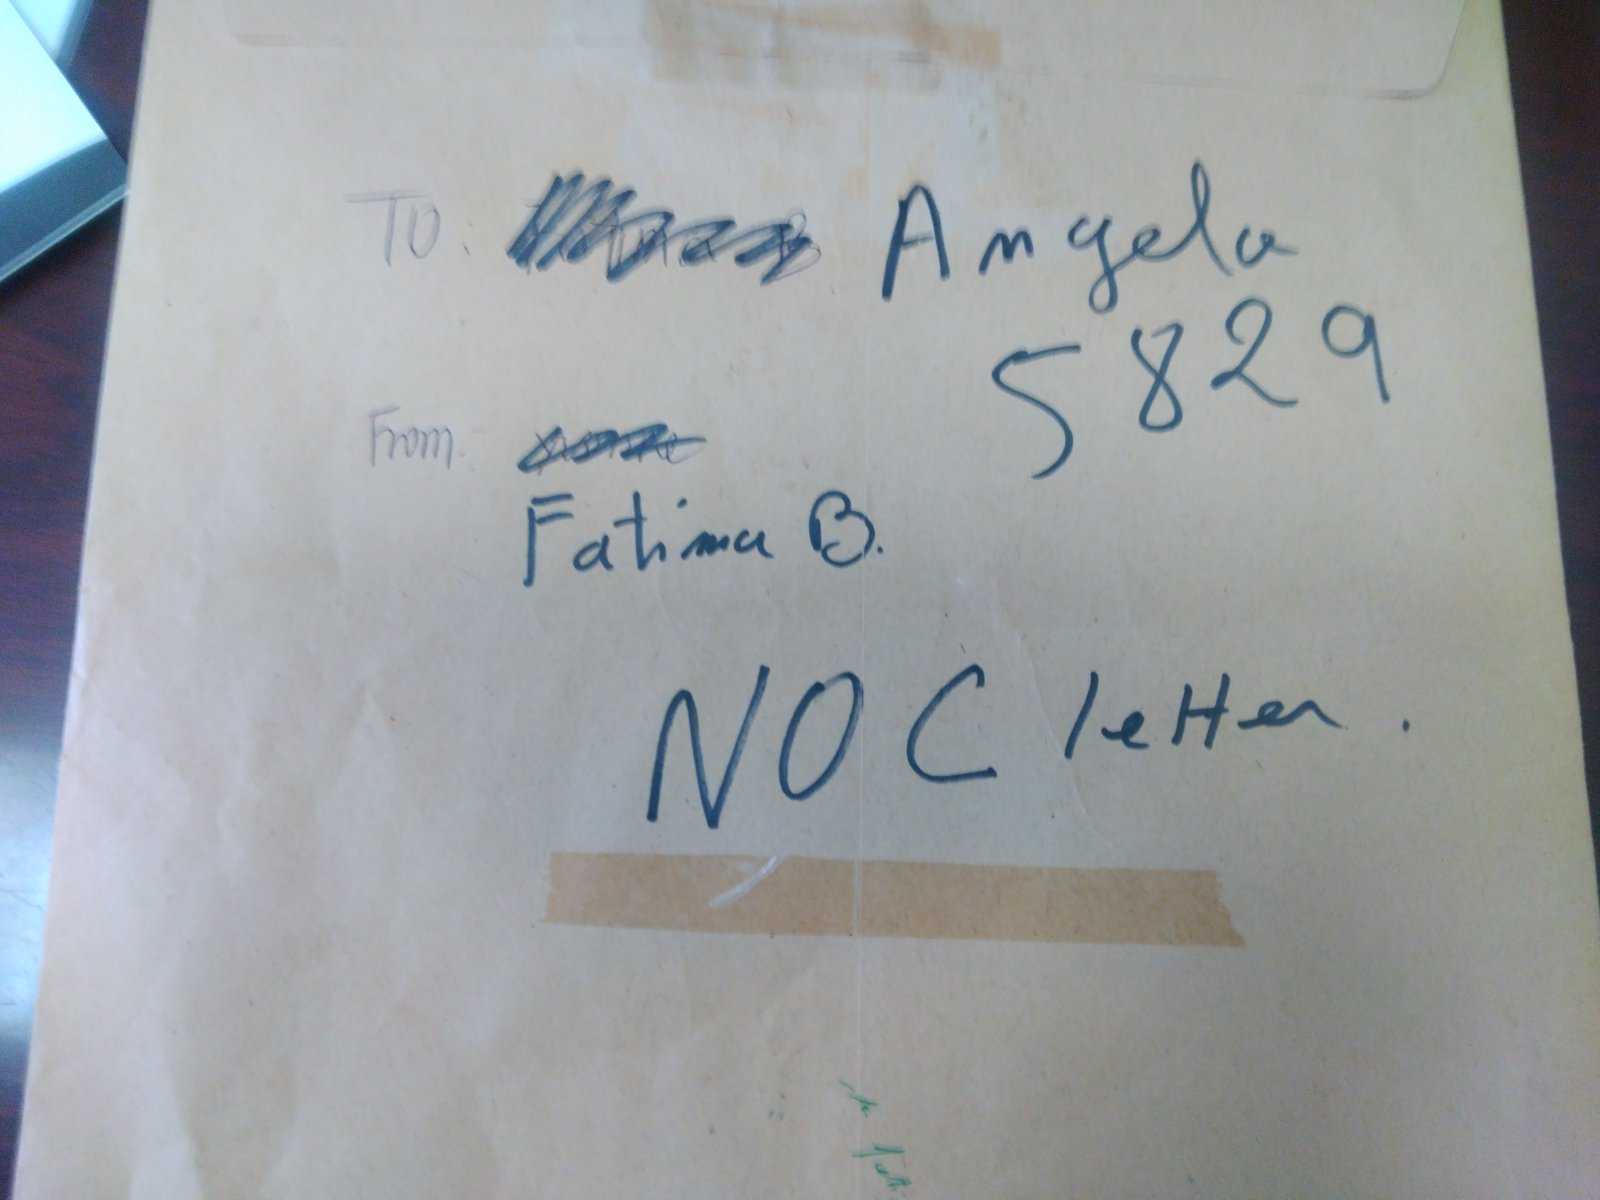 To: Angela
5829
From:
Fatima B.
NOC letter.